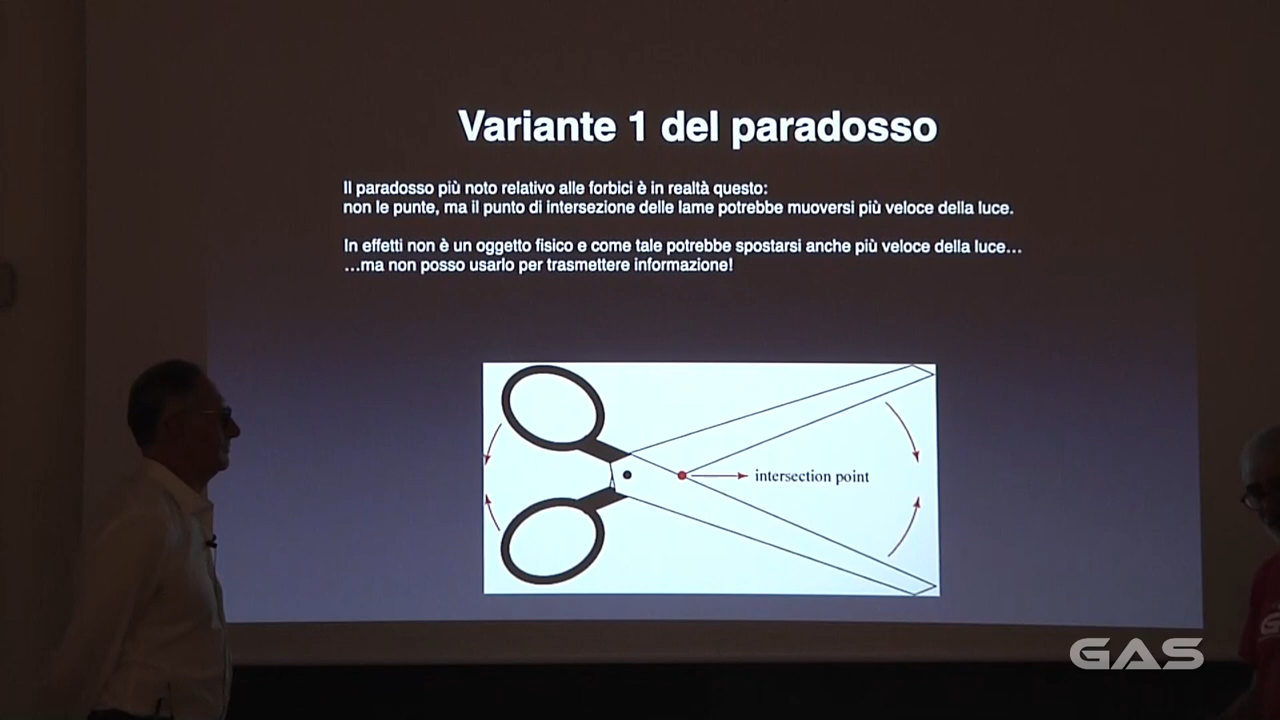 Variante 1 del paradosso
Il paradosso più noto relativo alle forbici è in realtà questo:
non le punte, ma il punto di intersezione delle lame potrebbe muoversi più veloce della luce.
In effetti non è un oggetto fisico e come tale potrebbe spostarsi anche più veloce della luce…
…ma non posso usarlo per trasmettere informazione!
intersection point
GAS